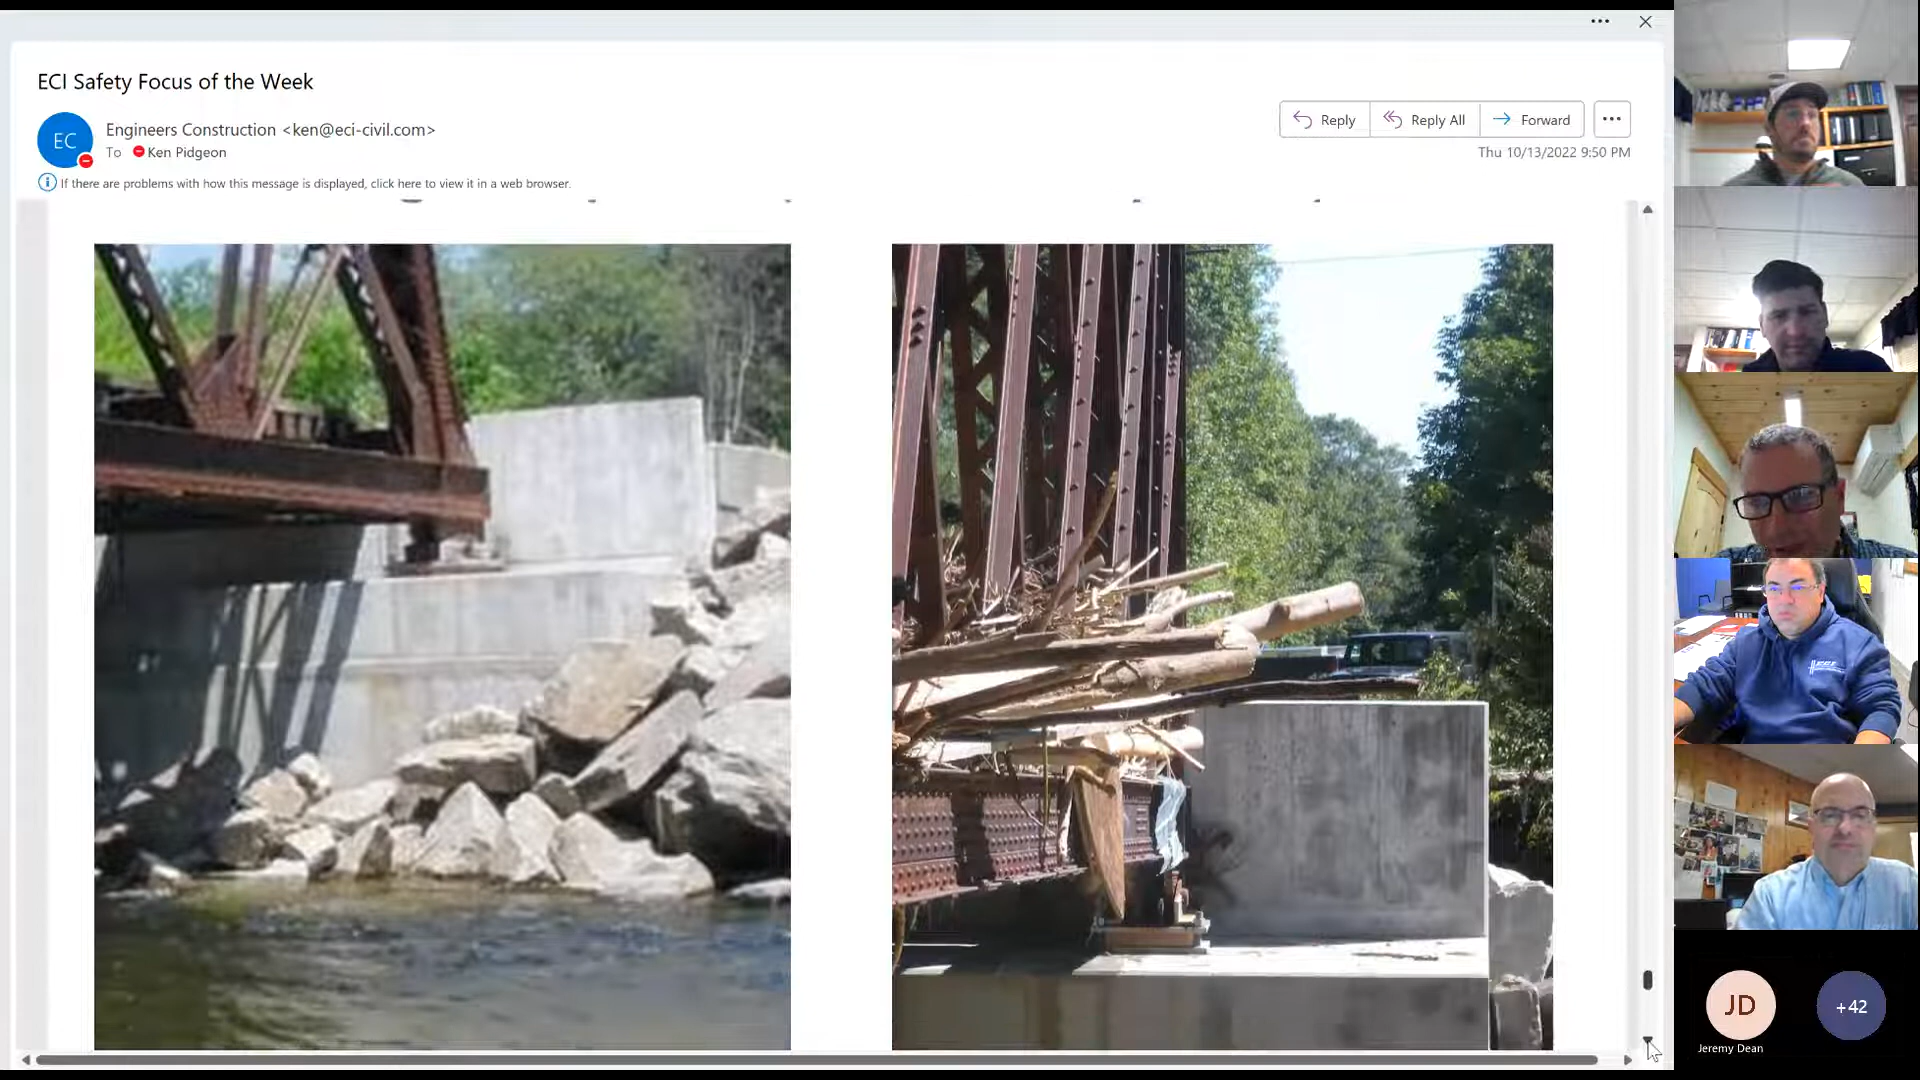 ECI Safety Focus of the Week
EC
Engineers Construction <ken@eci-civil.com>
To Ken Pidgeon
Reply
Reply All
Forward
Thu 10/13/2022 9:50 PM
If there are problems with how this message is displayed, click here to view it in a web browser.
JD
+42
Jeremy Dean